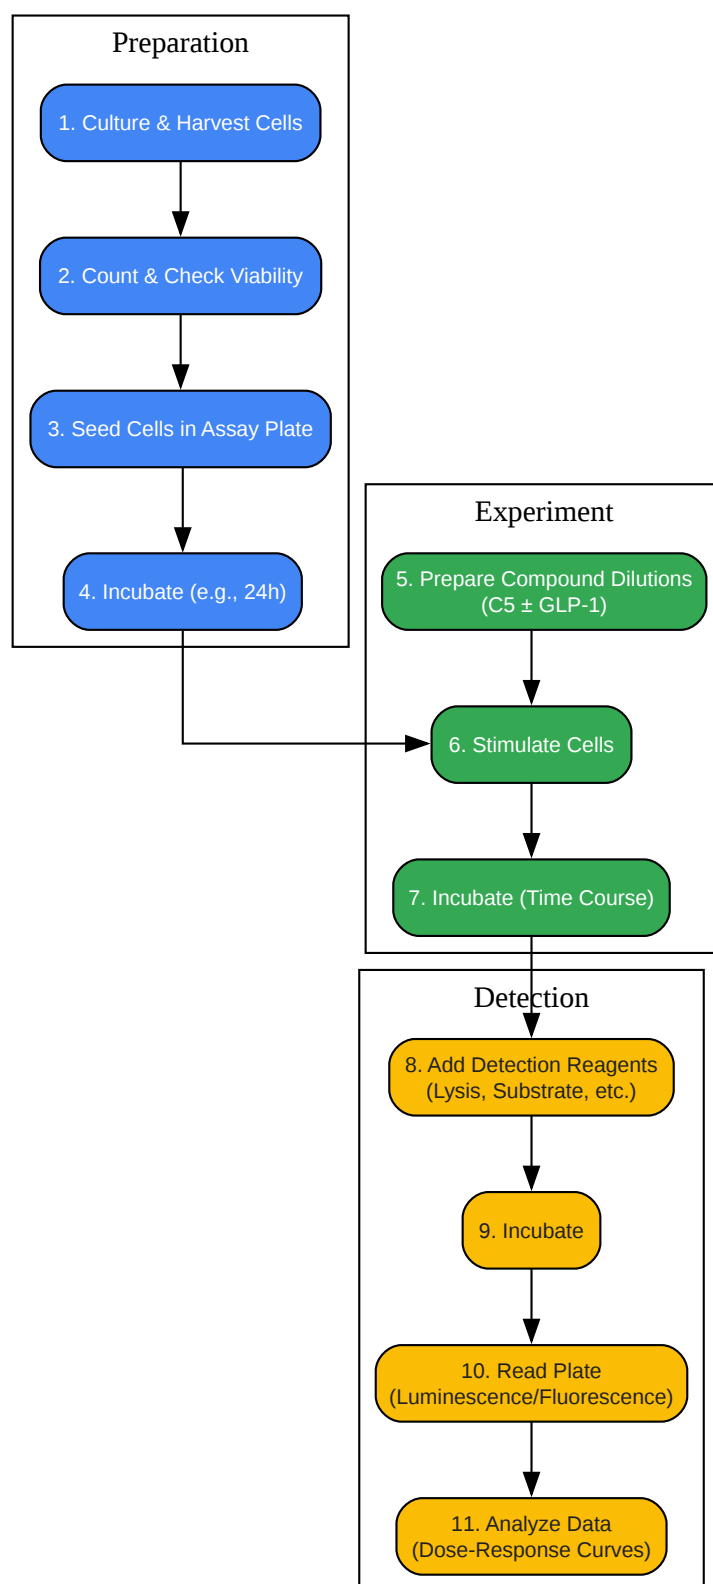 Preparation
1. Culture & Harvest Cells
2. Count & Check Viability
3. Seed Cells in Assay Plate
4. Incubate (e.g., 24h)
Experiment
5. Prepare Compound Dilutions
(C5 ± GLP-1)
6. Stimulate Cells
7. Incubate (Time Course)
Detection
8. Add Detection Reagents
(Lysis, Substrate, etc.)
9. Incubate
10. Read Plate
(Luminescence/Fluorescence)
11. Analyze Data
(Dose-Response Curves)